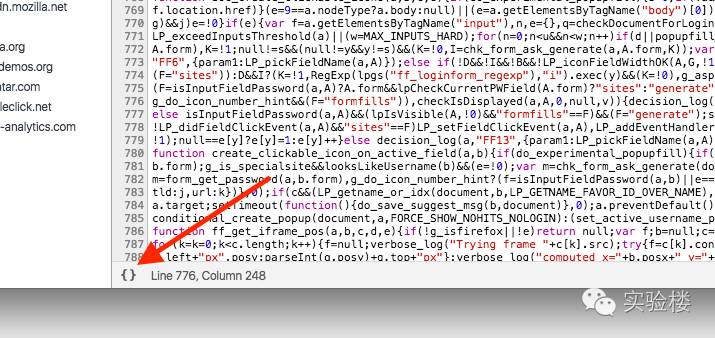 dn.mozilla.net
a.org
demos.org
tar.com
leclick.net
-analytics.com
769 f.location.href)}(e=9==a.nodeType?a.body:null)||(e=a.getElementsByTagName("body")[0])
770 g)&&j)e=!0}if(e){var f=a.getElementsByTagName("input"),n,e={},q=checkDocumentForLogin
771 LP_exceedInputsThreshold(a)||(w=MAX_INPUTS_HARD);for(n=0;n<u&&n<w;n++)if(d||popupfill
772 A.form),K=!1;null!=s&&(null!=y&&y!=s)&&(K=!0,I=chk_form_ask_generate(a,A.form,K));var
773 "FF6",{param1:LP_pickFieldName(a,A)});else if(!D&&!I&&!B&&!LP_iconFieldWidthOK(A,G,!1
774 (F="sites")):D&&I?(K=!1,RegExp(lpgs("ff_loginform_regexp"),"i").exec(y)&&(K=!0),g_asp
775 (F=isInputFieldPassword(a,A)?A.form&&lpCheckCurrentPWField(A.form)?"sites":"generate"
776 g_do_icon_number_hint&&(F="formfills")),checkIsDisplayed(a,A,0,null,v)){decision_log(
777 else isInputFieldPassword(a,A)&&(lpIsVisible(A,!0)&&"formfills"==F)&&(F="generate");s
778 !LP_didFieldClickEvent(a,A)&&"sites"==F)LP_setFieldClickEvent(a,A),LP_addEventHandler
779 !1);null==e[y]?e[y]=1:e[y]++}else decision_log(a,"FF13",{param1:LP_pickFieldName(a,A)
780 function create_clickable_icon_on_active_field(a,b){if(do_experimental_popupfill){if(
781 b.form);g_is_specialsite&&looksLikeUsername(b)&&(e=!0);var m=chk_form_ask_generate(do
782 m=form_get_password(a,b.form),g_do_icon_number_hint?(f=isInputFieldPassword(a,b)||e==
783 tld:j,url:k})},0);if(c&&(LP_getname_or_idx(document,b,LP_GETNAME_FAVOR_ID_OVER_NAME),
784 a.target;setTimeout(function(){do_save_suggest_msg(b,document)},0);a.preventDefault()
785 conditional_create_popup(document,a,FORCE_SHOW_NOHITS_NOLOGIN):(set_active_username_p
786 function ff_get_iframe_pos(a,b,c,d,e){if(!g_isfirefox||!e)return null;var f;b=null;c=
787 for(k=k=0;k<c.length;k++){f=null;verbose_log("Trying frame "+c[k].src);try{f=c[k].con
788 left+"px",posy:parseInt(g.posy)+g.top+"px"};verbose_log("computed x="+b.posx+" y="+
{} Line 776, Column 248
实验楼